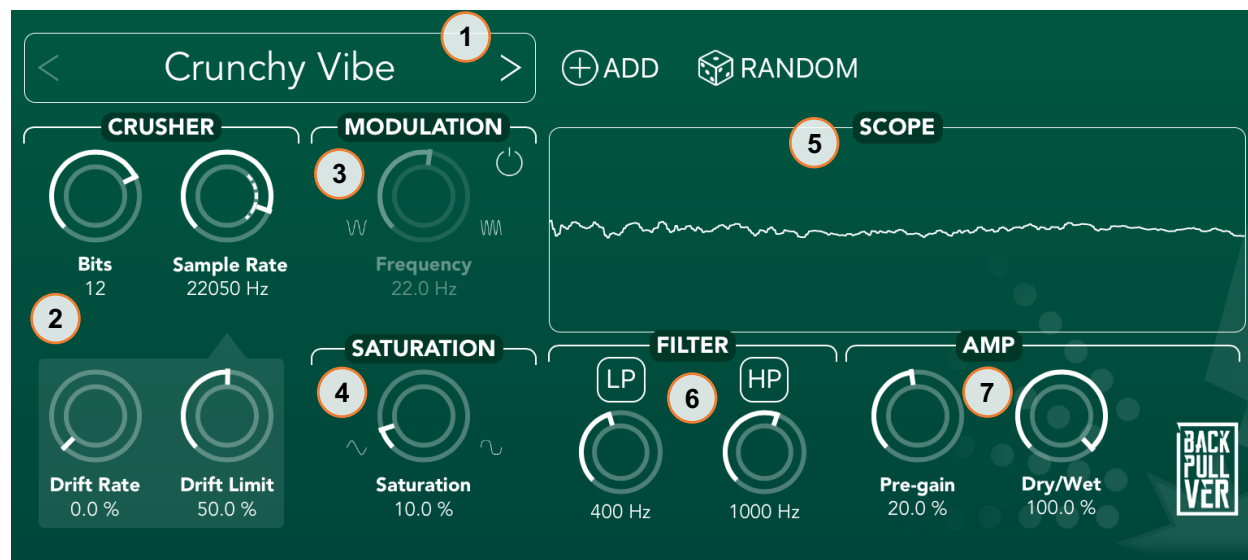 1
< Crunchy Vibe >
ADD
RANDOM
CRUSHER
MODULATION
SCOPE
3
5
Bits
12
Sample Rate
22050 Hz
Frequency
22.0 Hz
2
SATURATION
FILTER
AMP
4
LP
HP
6
7
Drift Rate
0.0 %
Drift Limit
50.0 %
Saturation
10.0 %
400 Hz
1000 Hz
Pre-gain
20.0 %
Dry/Wet
100.0 %
BACK
PULL
VER